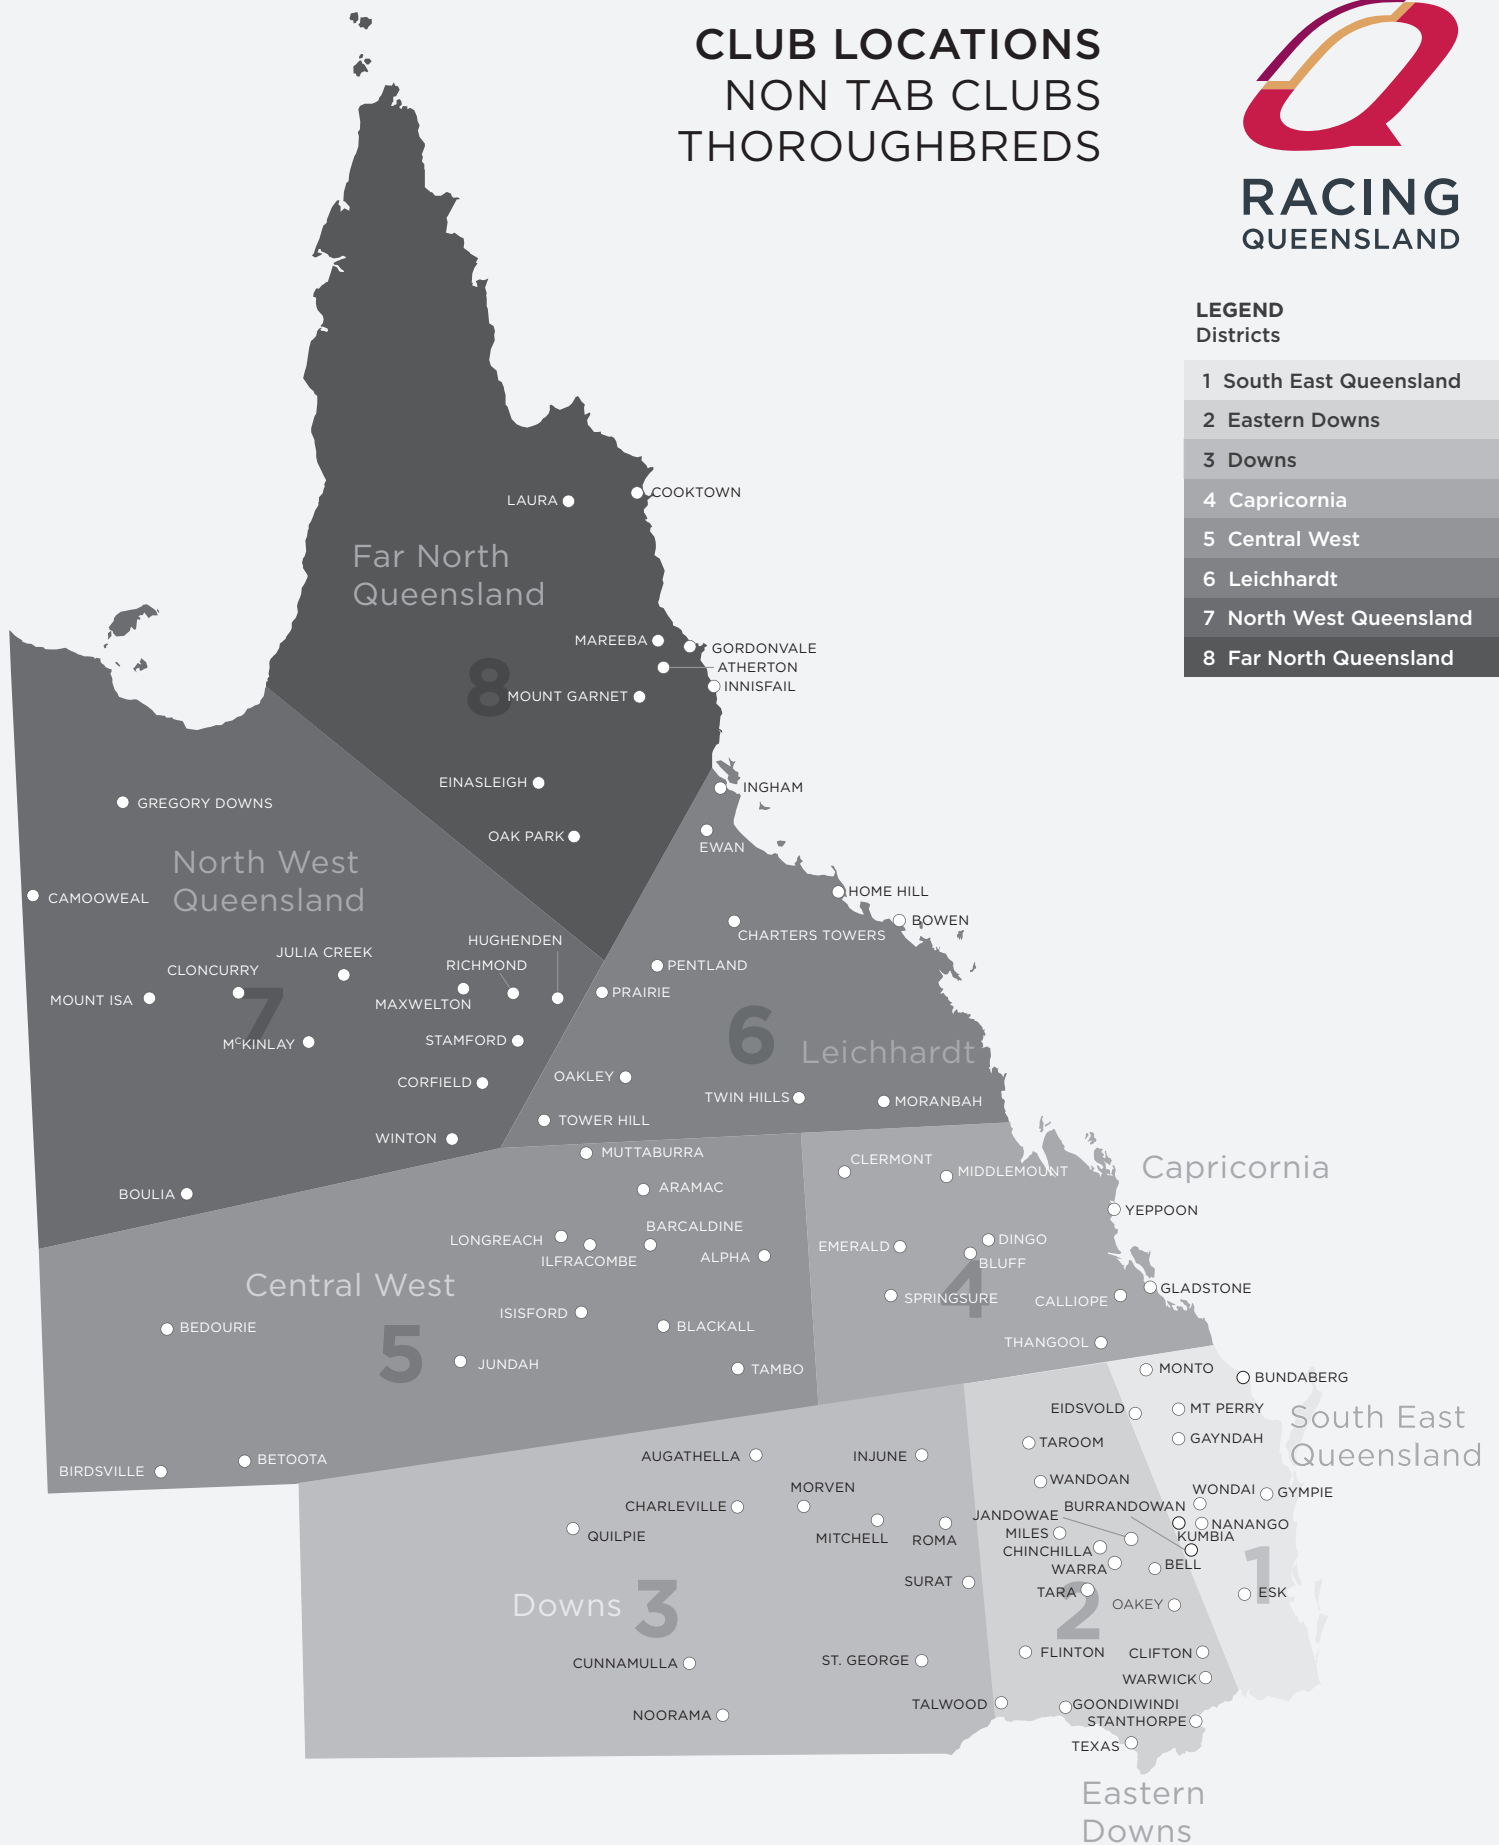 CLUB LOCATIONS
NON TAB CLUBS
THOROUGHBREDS
RACING
QUEENSLAND
LEGEND
Districts
1 South East Queensland
2 Eastern Downs
3 Downs
4 Capricornia
5 Central West
6 Leichhardt
7 North West Queensland
8 Far North Queensland
LAURA
COOKTOWN
Far North
Queensland
MAREEBA
GORDONVALE
ATHERTON
INNISFAIL
8
MOUNT GARNET
EINASLEIGH
INGHAM
GREGORY DOWNS
OAK PARK
EWAN
North West
Queensland
CAMOOWEAL
HOME HILL
BOWEN
CHARTERS TOWERS
HUGHENDEN
JULIA CREEK
RICHMOND
PENTLAND
CLONCURRY
PRAIRIE
MOUNT ISA
MAXWELTON
7
6
McKINLAY
STAMFORD
Leichhardt
OAKLEY
CORFIELD
TWIN HILLS
MORANBAH
TOWER HILL
WINTON
MUTTABURRA
CLERMONT
MIDDLEMOUNT
Capricornia
BOULIA
ARAMAC
YEPPOON
BARCALDINE
LONGREACH
ILFRACOMBE
ALPHA
EMERALD
DINGO
BLUFF
Central West
4
SPRINGSURE
CALLIOPE
GLADSTONE
ISISFORD
BEDOURIE
BLACKALL
THANGOOL
5
JUNDAH
TAMBO
MONTO
BUNDABERG
EIDSVOLD
MT PERRY
South East
Queensland
TAROOM
GAYNDAH
BIRDSVILLE
BETOOTA
AUGATHELLA
INJUNE
WANDOAN
MORVEN
WONDAI
GYMPIE
CHARLEVILLE
BURRANDOWAN
JANDOWAE
NANANGO
QUILPIE
MITCHELL
ROMA
MILES
KUMBIA
CHINCHILLA
WARRA
BELL
1
SURAT
TARA
ESK
Downs
3
2
OAKEY
FLINTON
CLIFTON
CUNNAMULLA
ST. GEORGE
WARWICK
TALWOOD
GOONDIWINDI
NOORAMA
STANTHORPE
TEXAS
Eastern
Downs